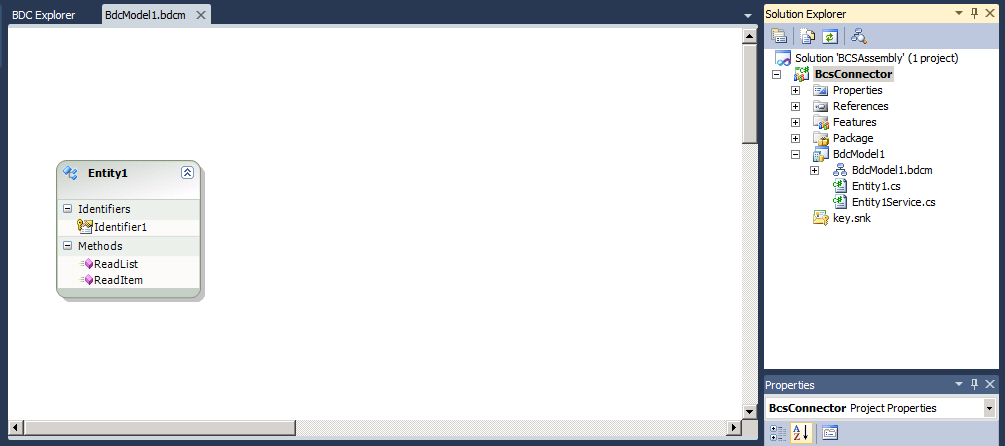 BDC Explorer
BdcModel1.bdcm
Entity1
Identifiers
Identifier1
Methods
ReadList
ReadItem
Solution Explorer
Solution 'BCSAssembly' (1 project)
BcsConnector
Properties
References
Features
Package
BdcModel1
BdcModel1.bdcm
Entity1.cs
Entity1Service.cs
key.snk
Properties
BcsConnector Project Properties